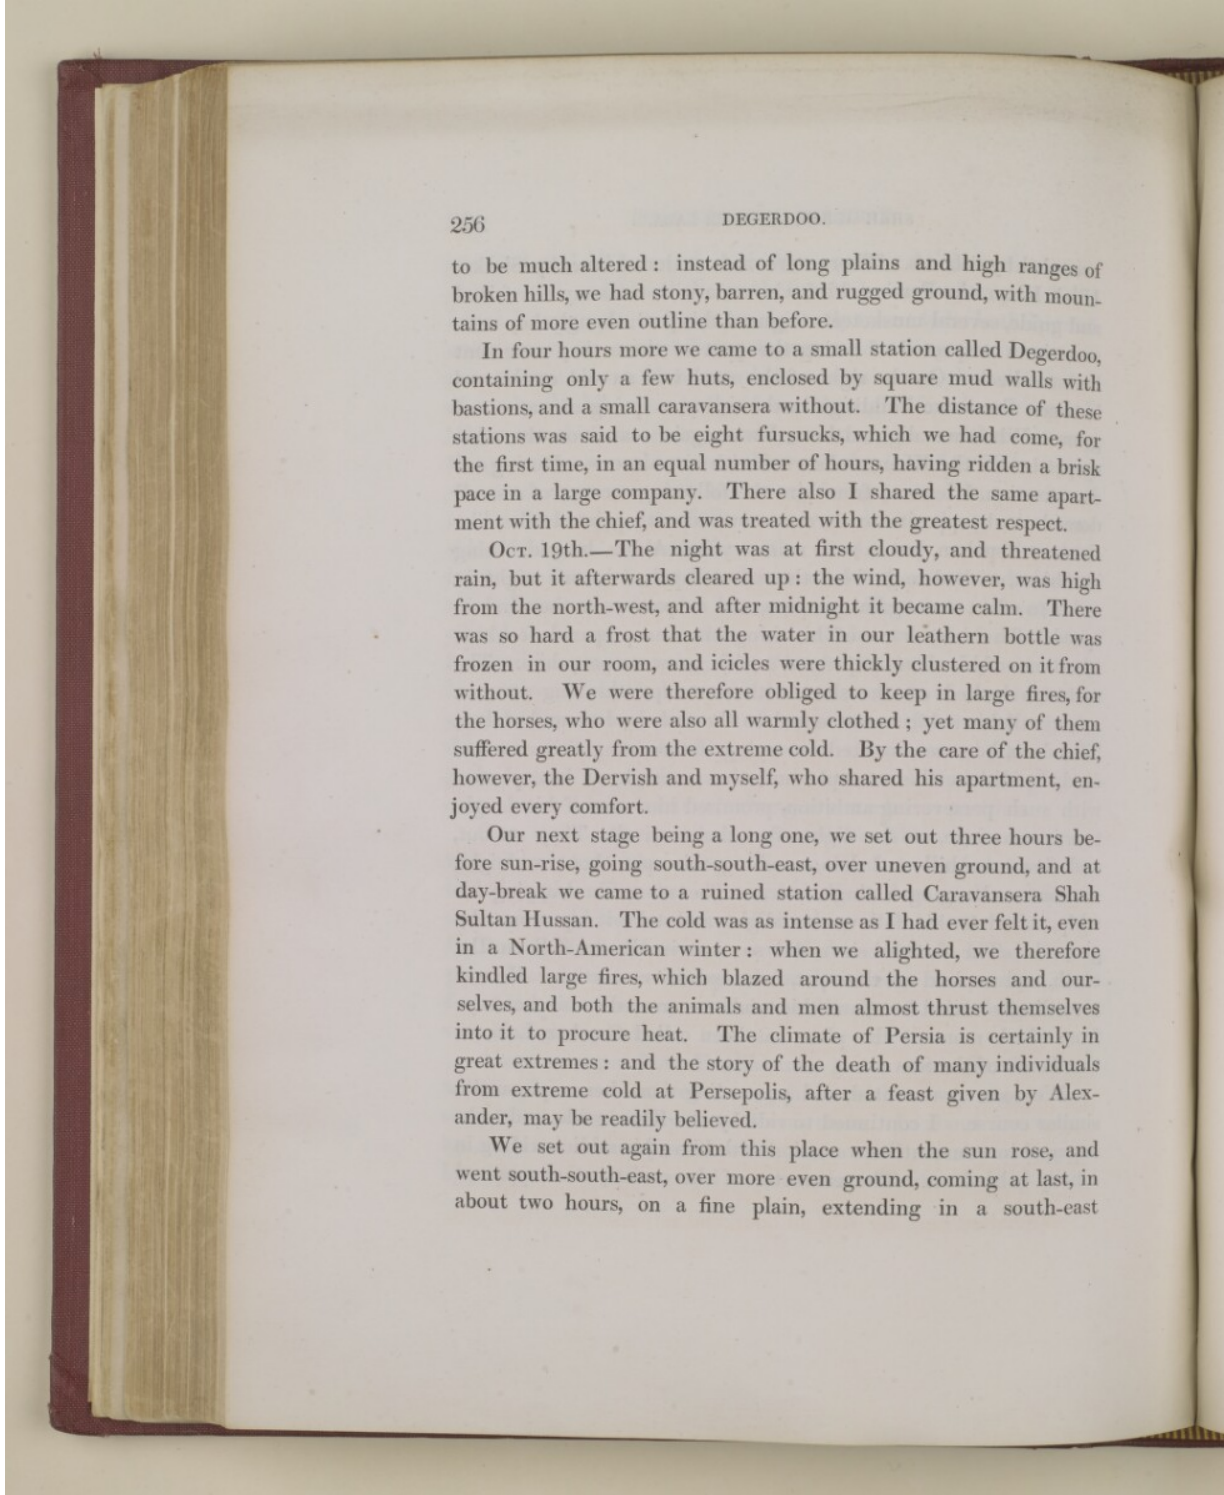 256 DEGERDOO.
to be much altered : instead of long plains and high ranges of
broken hills, we had stony, barren, and rugged ground, with moun-
tains of more even outline than before.
In four hours more we came to a small station called Degerdoo,
containing only a few huts, enclosed by square mud walls with
bastions, and a small caravansera without. The distance of these
stations was said to be eight fursucks, which we had come, for
the first time, in an equal number of hours, having ridden a brisk
pace in a large company. There also I shared the same apart-
ment with the chief, and was treated with the greatest respect.
Oct. 19th.—The night was at first cloudy, and threatened
rain, but it afterwards cleared up : the wind, however, was high
from the north-west, and after midnight it became calm. There
was so hard a frost that the water in our leathern bottle was
frozen in our room, and icicles were thickly clustered on it from
without. We were therefore obliged to keep in large fires, for
the horses, who were also all warmly clothed ; yet many of them
suffered greatly from the extreme cold. By the care of the chief,
however, the Dervish and myself, who shared his apartment, en-
joyed every comfort.
Our next stage being a long one, we set out three hours be-
fore sun-rise, going south-south-east, over uneven ground, and at
day-break we came to a ruined station called Caravansera Shah
Sultan Hussan. The cold was as intense as I had ever felt it, even
in a North-American winter : when we alighted, we therefore
kindled large fires, which blazed around the horses and our-
selves, and both the animals and men almost thrust themselves
into it to procure heat. The climate of Persia is certainly in
great extremes : and the story of the death of many individuals
from extreme cold at Persepolis, after a feast given by Alex-
ander, may be readily believed.
We set out again from this place when the sun rose, and
went south-south-east, over more even ground, coming at last, in
about two hours, on a fine plain, extending in a south-east